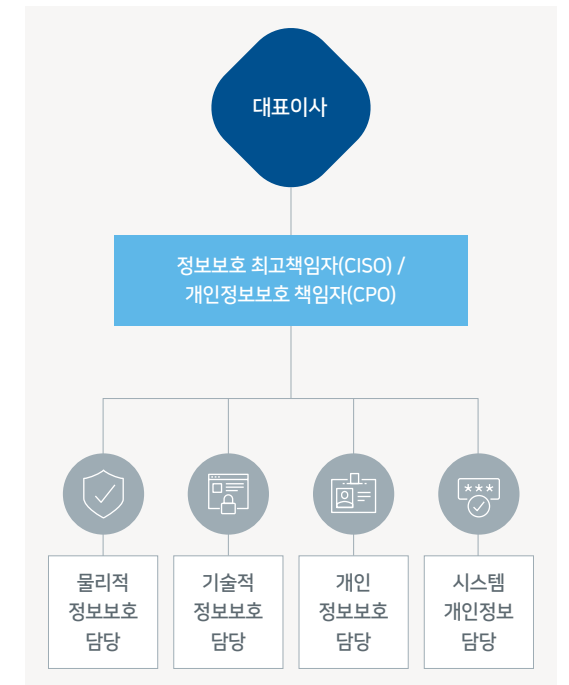 대표이사
정보보호 최고책임자(CISO) /
개인정보보호 책임자(CPO)
***
물리적
정보보호
담당
기술적
정보보호
담당
개인
정보보호
담당
시스템
개인정보
담당